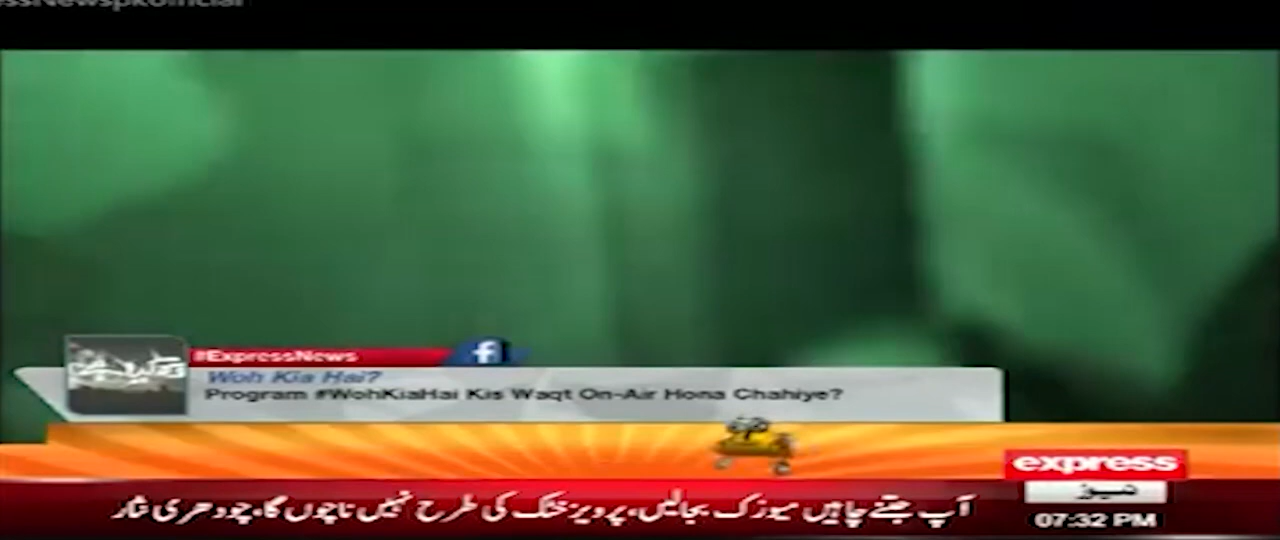 #ExpressNews
Woh Kia Hai?
Program #WohKiaHai Kis Waqt On-Air Hona Chahiye?
express
نیوز
آپ جتنے چاہیں میوزک بجالیں، پرویز خٹک کی طرح نہیں ناچوں گا، چودھری نثار
07:32 PM